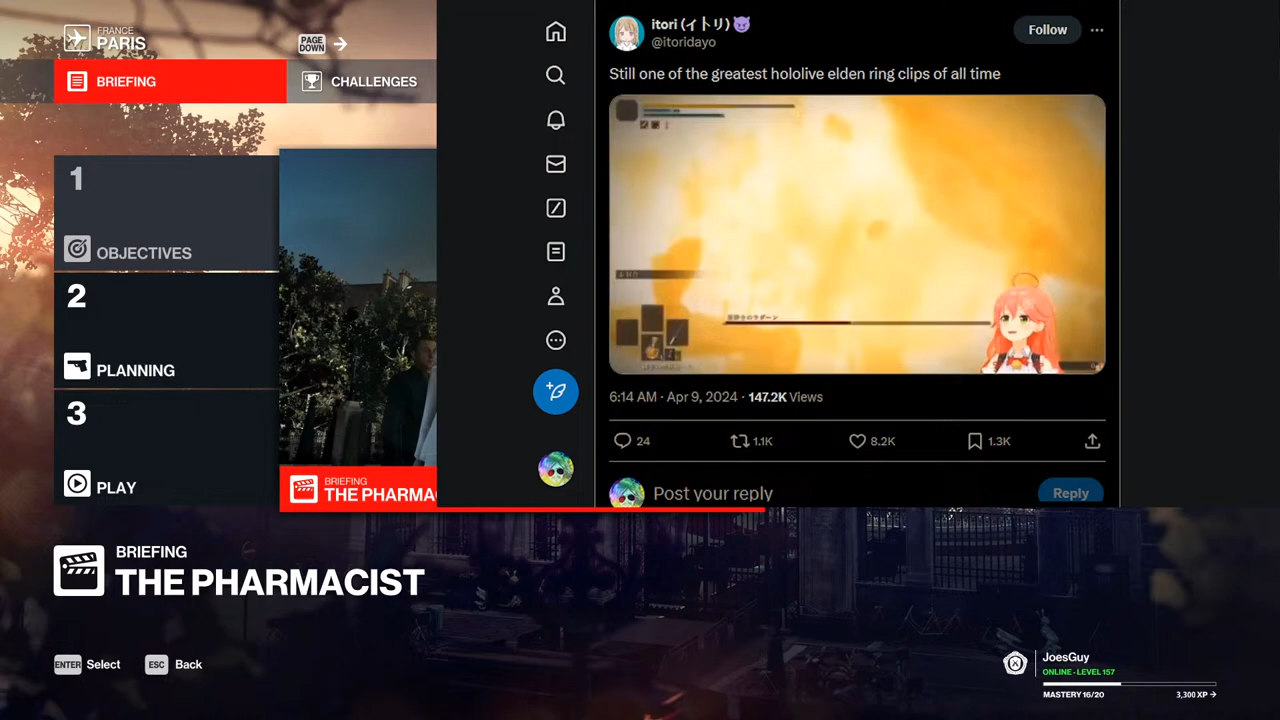 FRANCE
PARIS
PAGE
DOWN
BRIEFING
CHALLENGES
1
OBJECTIVES
2
PLANNING
3
PLAY
BRIEFING
THE PHARMA
itori (イトリ)
@itoridayo
Follow
Still one of the greatest hololive elden ring clips of all time
6:14 AM · Apr 9, 2024 · 147.2K Views
24
1.1K
8.2K
1.3K
Post your reply
Reply
BRIEFING
THE PHARMACIST
ENTER Select
ESC Back
JoesGuy
ONLINE - LEVEL 157
MASTERY 16/20
3,300 XP